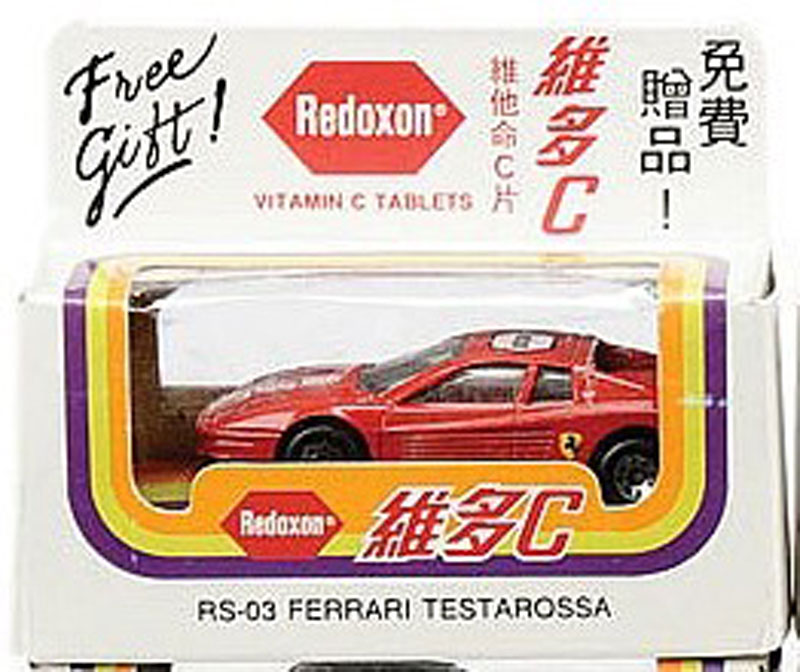 Free
Gift!
Redoxon®
VITAMIN C TABLETS
維他命C片
維多C
免費
贈品!
Redoxon®
維多C
RS-03 FERRARI TESTAROSSA